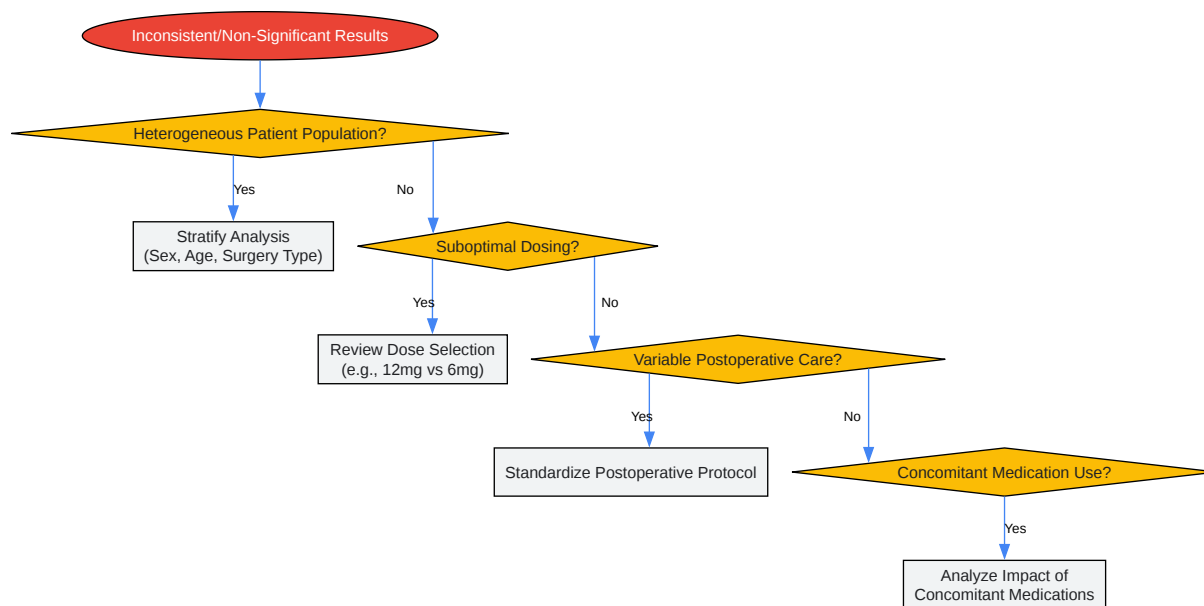 Inconsistent/Non-Significant Results
Heterogeneous Patient Population?
Yes
No
Stratify Analysis
(Sex, Age, Surgery Type)
Suboptimal Dosing?
Yes
No
Review Dose Selection
(e.g., 12mg vs 6mg)
Variable Postoperative Care?
Yes
No
Standardize Postoperative Protocol
Concomitant Medication Use?
Yes
Analyze Impact of
Concomitant Medications